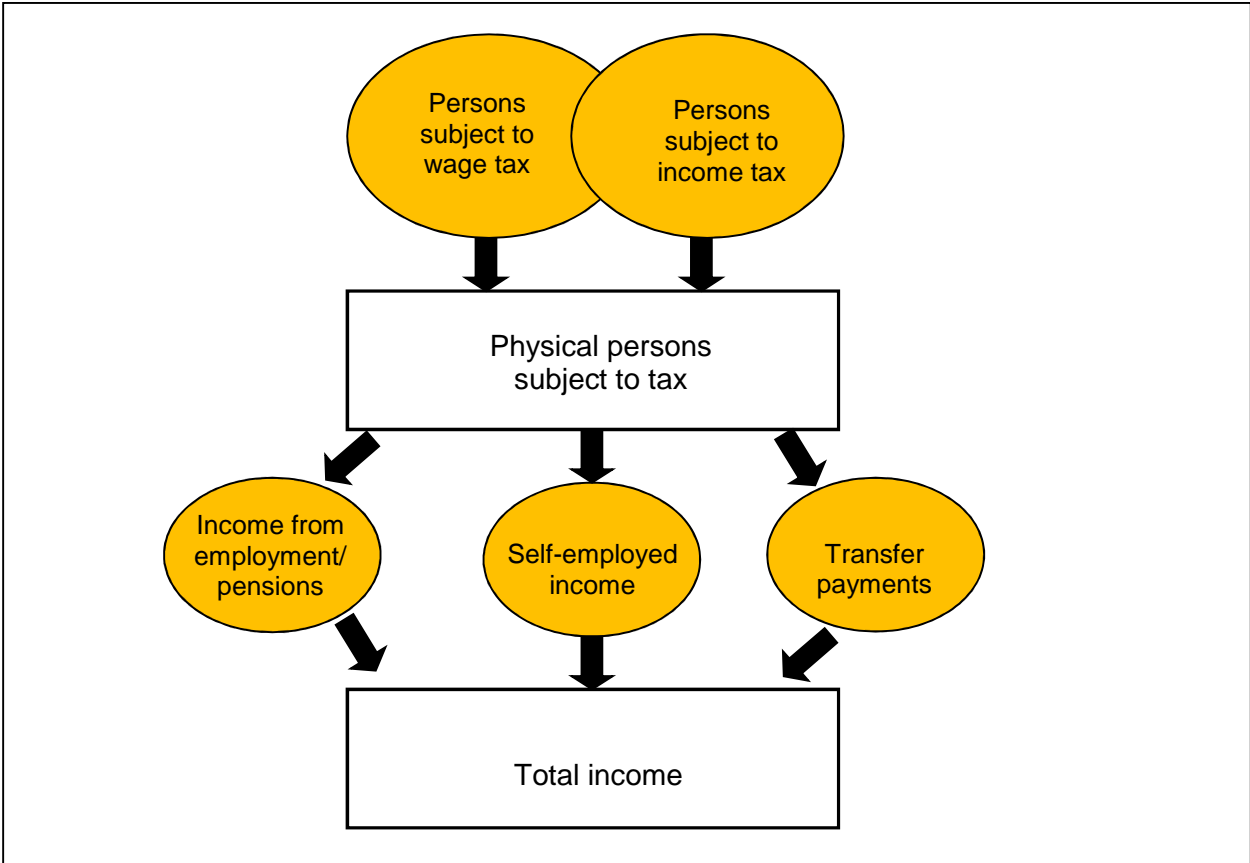 Persons
subject to
wage tax
Persons
subject to
income tax
Physical persons
subject to tax
Income from
employment/
pensions
Self-employed
income
Transfer
payments
Total income